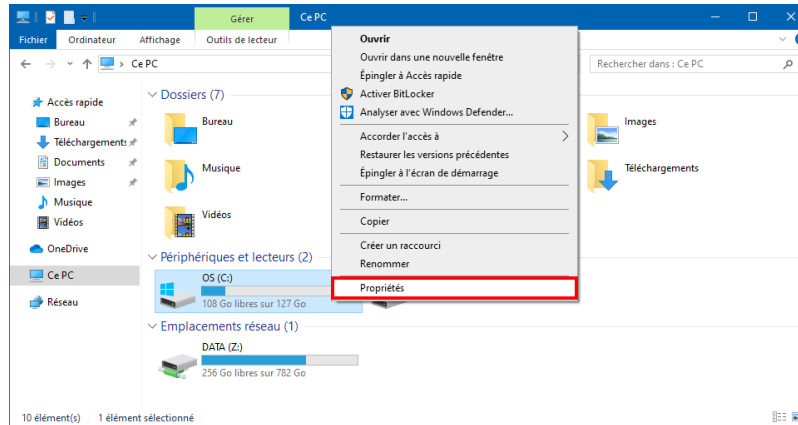 Gérer
Ce PC
Fichier
Ordinateur
Affichage
Outils de lecteur
Ce PC
Rechercher dans : Ce PC
Accès rapide
Bureau
Téléchargements
Documents
Images
Musique
Vidéos
OneDrive
Ce PC
Réseau
Dossiers (7)
Bureau
Musique
Vidéos
Images
Téléchargements
Périphériques et lecteurs (2)
OS (C:)
108 Go libres sur 127 Go
Emplacements réseau (1)
DATA (Z:)
256 Go libres sur 782 Go
Ouvrir
Ouvrir dans une nouvelle fenêtre
Épingler à Accès rapide
Activer BitLocker
Analyser avec Windows Defender...
Accorder l'accès à
Restaurer les versions précédentes
Épingler à l'écran de démarrage
Formater...
Copier
Créer un raccourci
Renommer
Propriétés
10 élément(s)
1 élément sélectionné